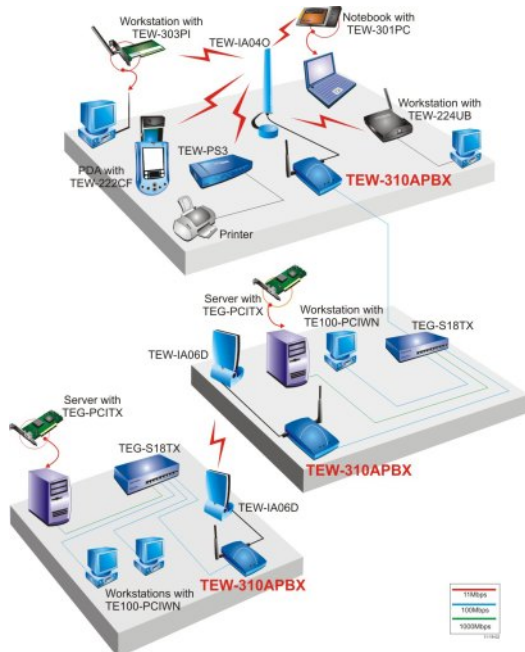 Workstation with
TEW-303PI
TEW-IA04O
Notebook with
TEW-301PC
Workstation with
TEW-224UB
TEW-PS3
PDA with
TEW-222CF
TEW-310APBX
Printer
Server with
TEG-PCITX
Workstation with
TE100-PCIWN
TEG-S18TX
TEW-IA06D
TEW-310APBX
Server with
TEG-PCITX
TEG-S18TX
TEW-IA06D
Workstations with
TE100-PCIWN
TEW-310APBX
11Mbps
100Mbps
1000Mbps